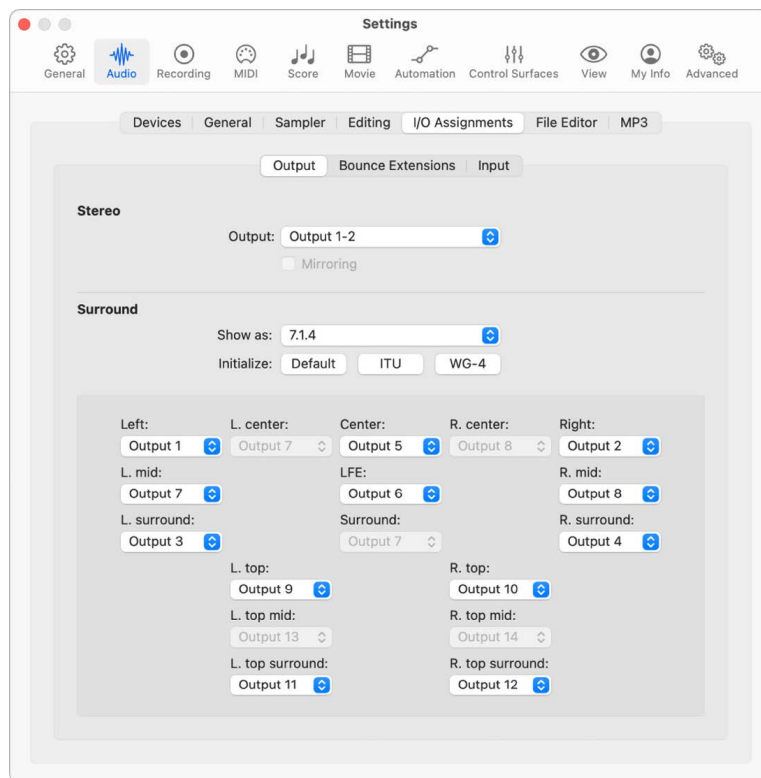 Settings
General Audio Recording MIDI Score Movie Automation Control Surfaces View My Info Advanced
Devices General Sampler Editing I/O Assignments File Editor MP3
Output Bounce Extensions Input
Stereo
Output: Output 1-2
Mirroring
Surround
Show as: 7.1.4
Initialize: Default ITU WG-4
Left: L. center: Center: R. center: Right:
Output 1 Output 7 Output 5 Output 8 Output 2
L. mid: LFE: R. mid:
Output 7 Output 6 Output 8
L. surround: Surround: R. surround:
Output 3 Output 7 Output 4
L. top: R. top:
Output 9 Output 10
L. top mid: R. top mid:
Output 13 Output 14
L. top surround: R. top surround:
Output 11 Output 12